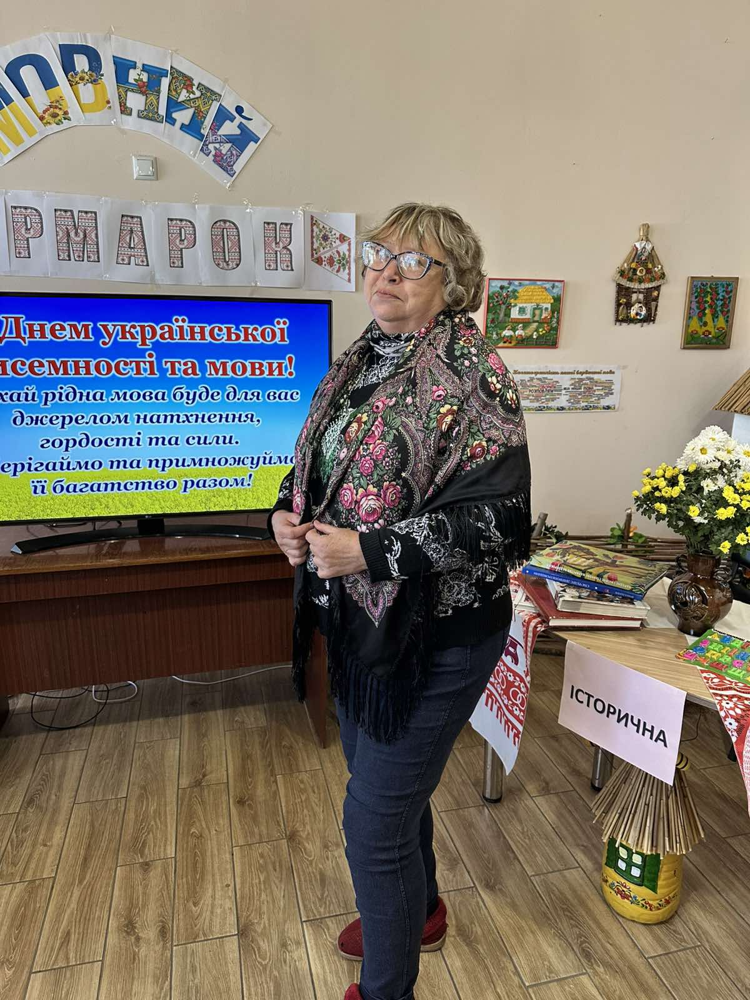 МОВНИЙ
РМАРОК
Днем української
исемності та мови!
хай рідна мова буде для вас
джерелом натхнення,
гордості та сили.
ерігаймо та примножуймо
її багатство разом!
ІСТОРИЧНА